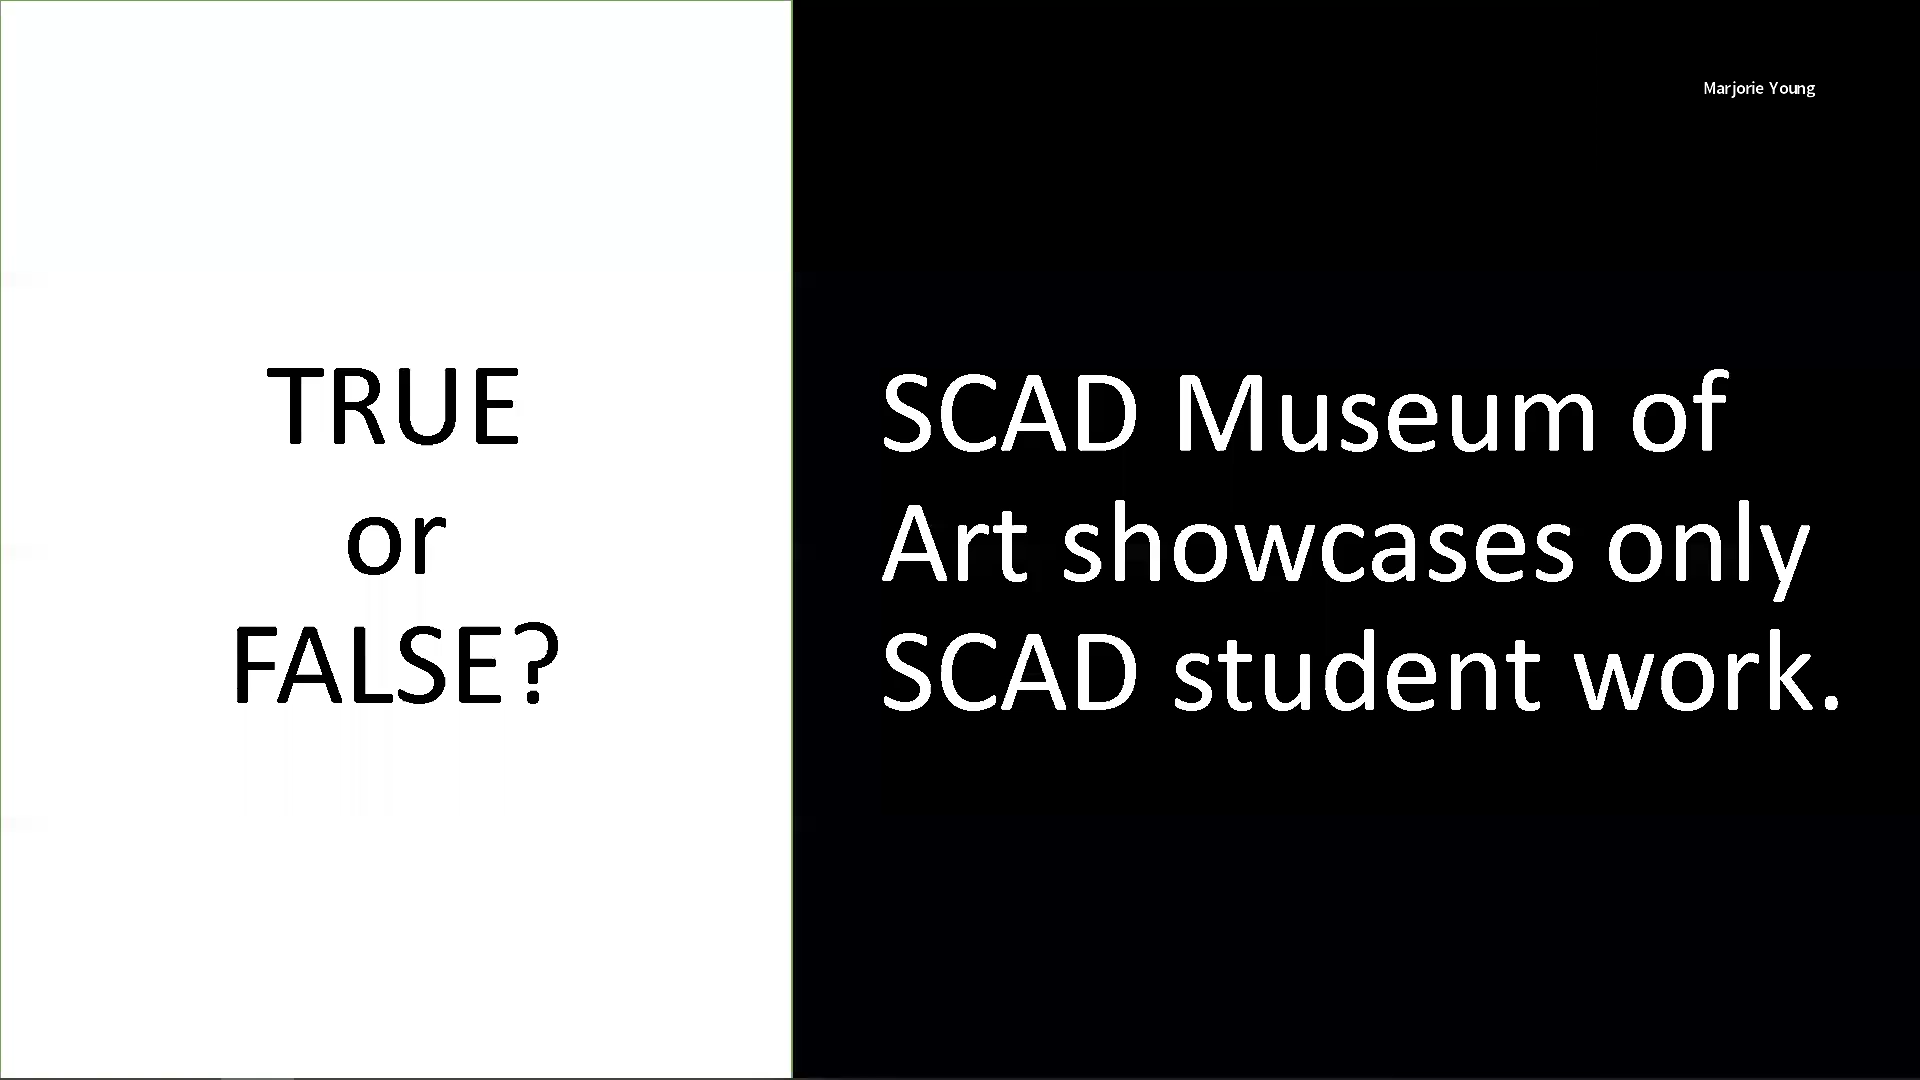 Marjorie Young
TRUE
or
FALSE?
SCAD Museum of
Art showcases only
SCAD student work.